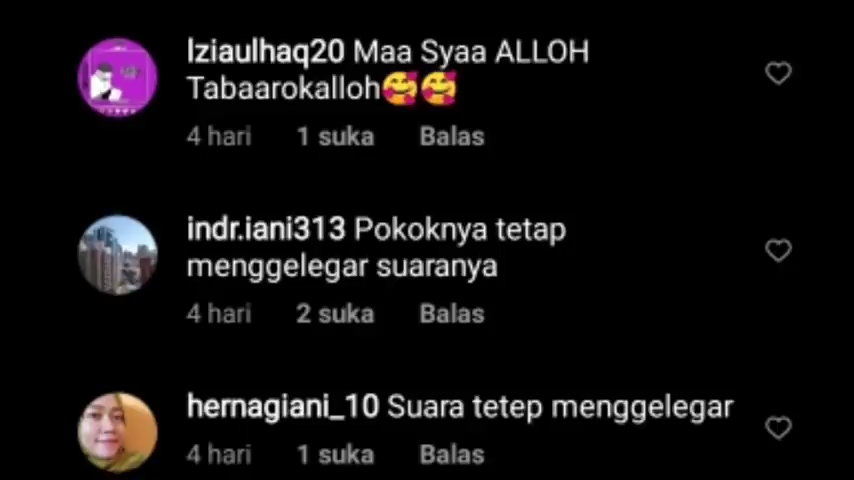 lziaulhaq20 Maa Syaa ALLOH
Tabaarokalloh🥰🥰
4 hari 1 suka Balas
indr.iani313 Pokoknya tetap
menggelegar suaranya
4 hari 2 suka Balas
hernagiani_10 Suara tetep menggelegar
4 hari 1 suka Balas